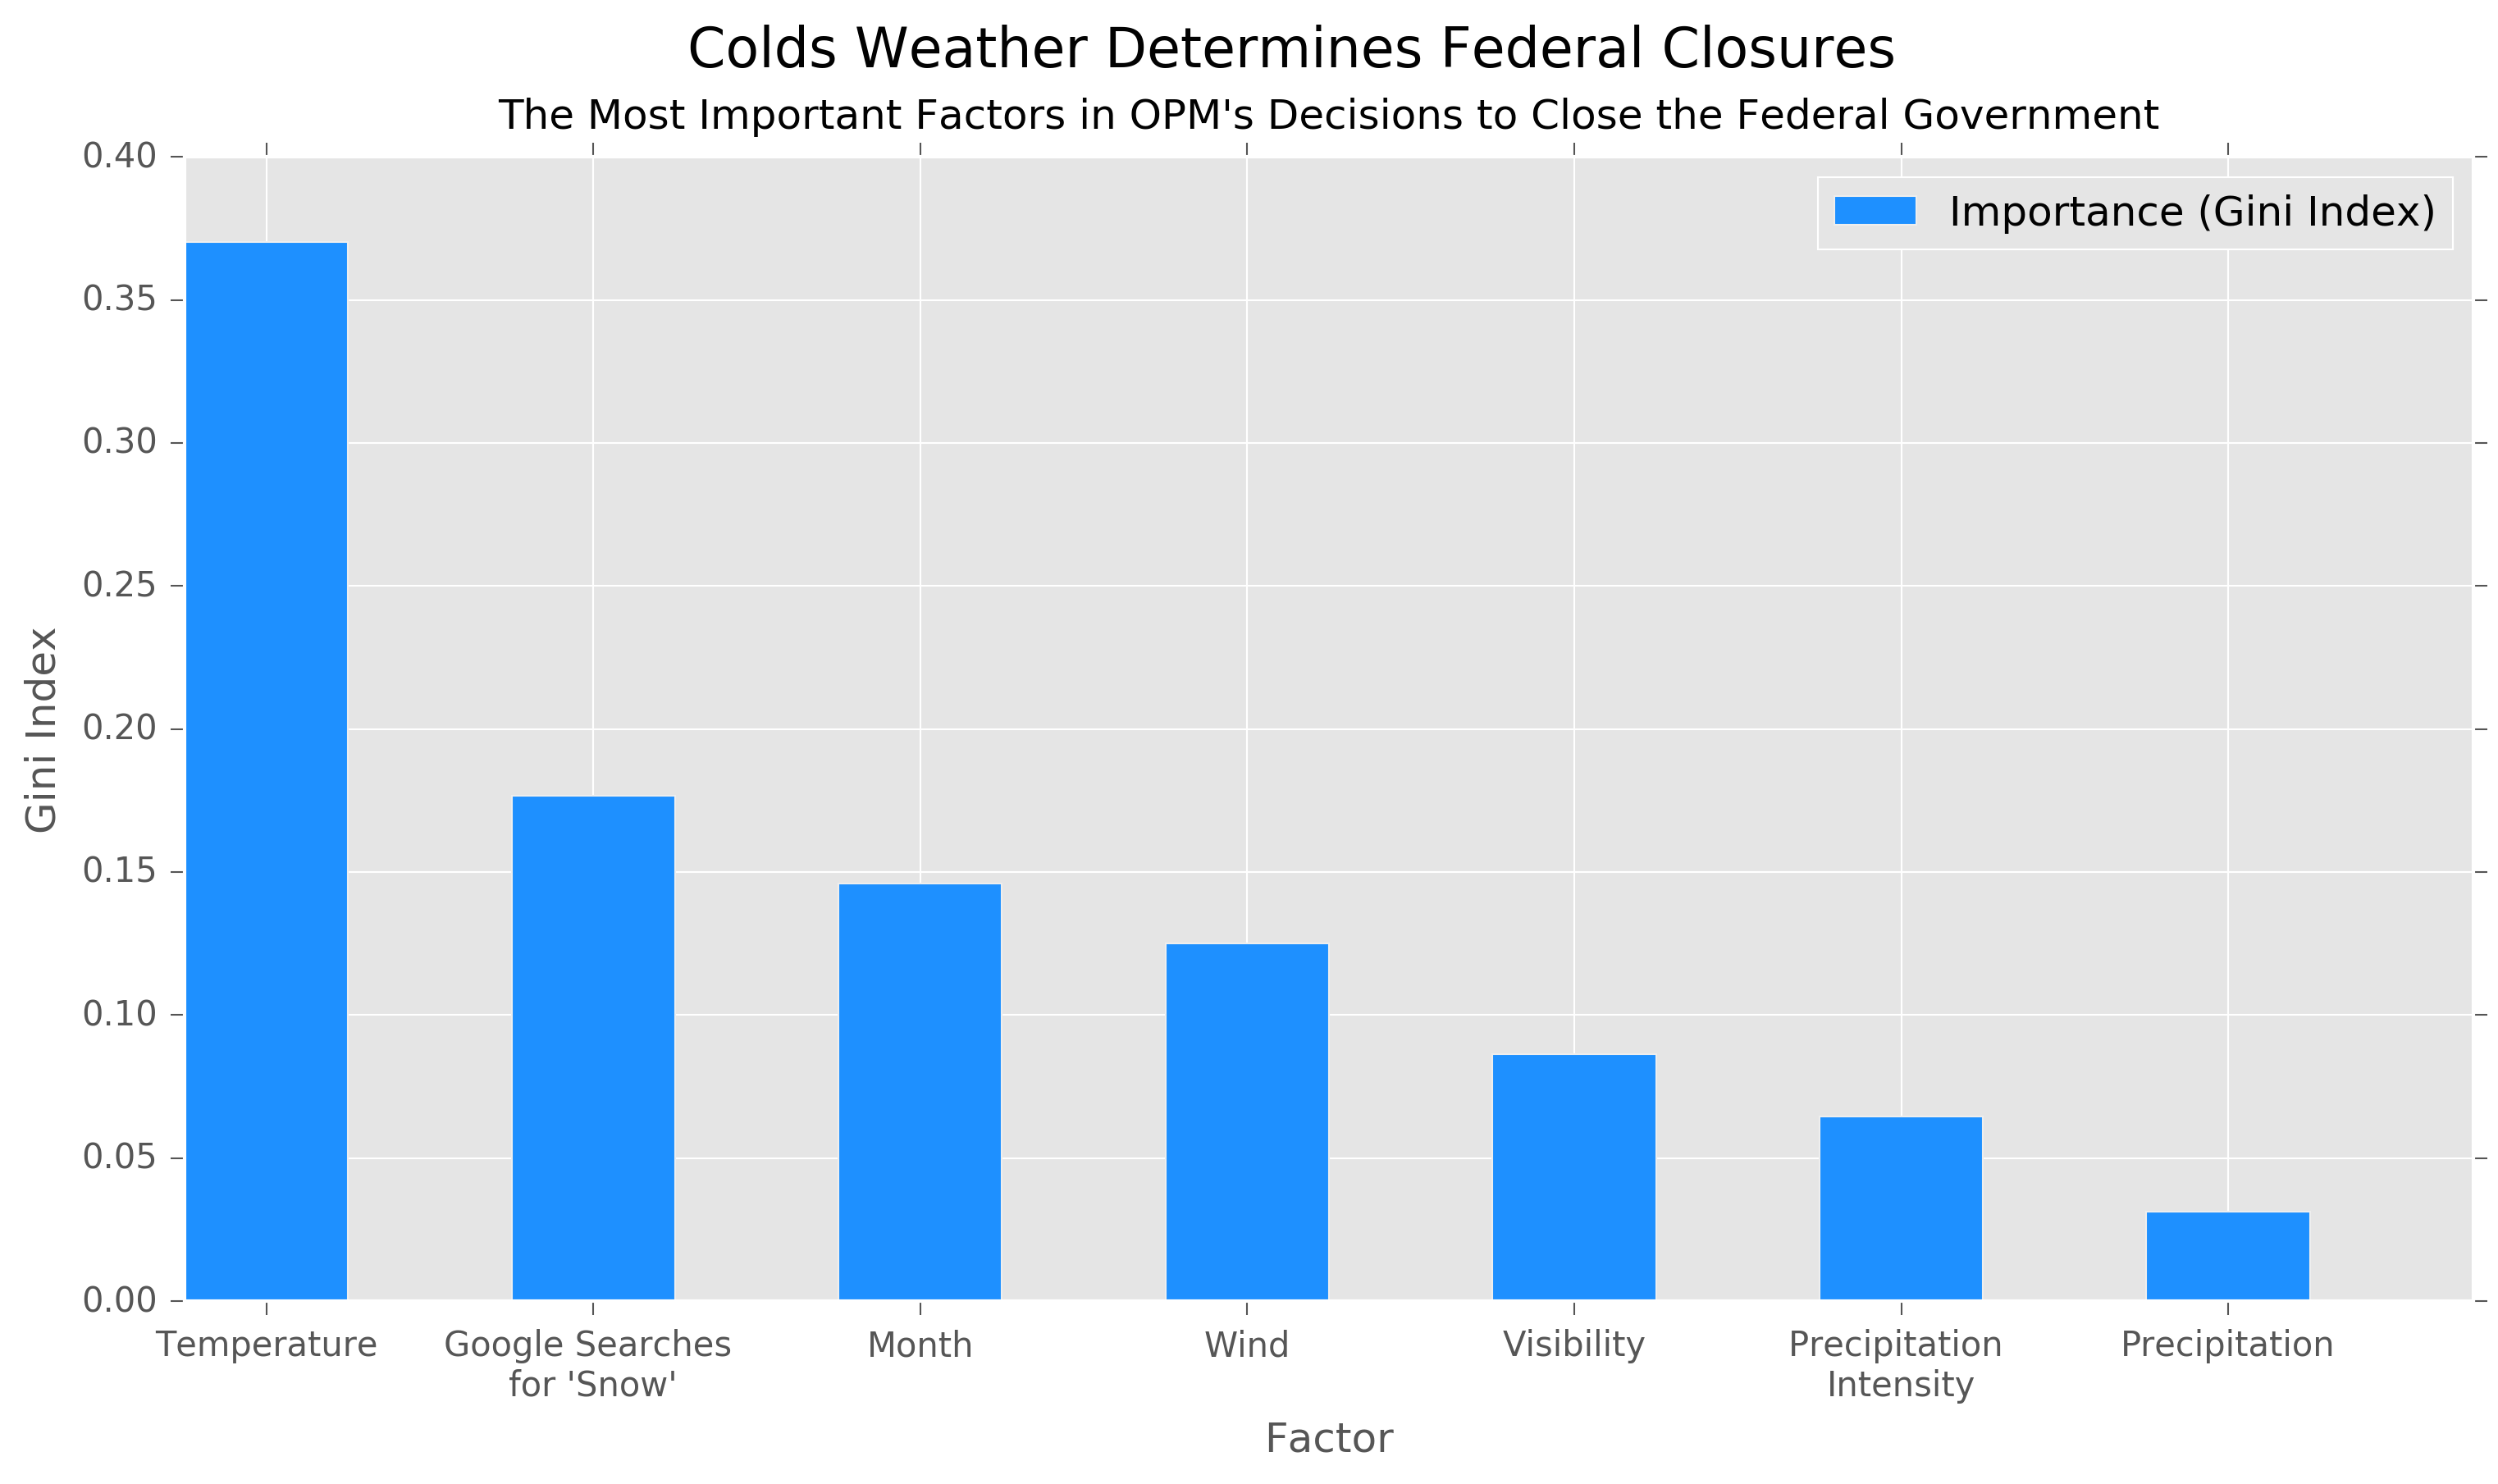 Colds Weather Determines Federal Closures
The Most Important Factors in OPM's Decisions to Close the Federal Government
Importance (Gini Index)
Gini Index
0.40
0.35
0.30
0.25
0.20
0.15
0.10
0.05
0.00
Temperature
Google Searches
for 'Snow'
Month
Wind
Visibility
Precipitation
Intensity
Precipitation
Factor